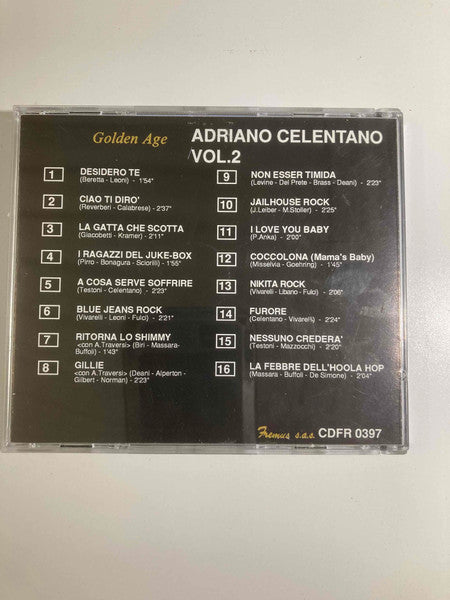 Golden Age
ADRIANO CELENTANO
VOL.2
1 DESIDERO TE
(Beretta - Leoni) - 1'54"
2 CIAO TI DIRO'
(Reverberi - Calabrese) - 2'37"
3 LA GATTA CHE SCOTTA
(Giacobetti - Kramer) - 2'11"
4 I RAGAZZI DEL JUKE-BOX
(Pirro - Bonagura - Sciorilli) - 1'55"
5 A COSA SERVE SOFFRIRE
(Testoni - Celentano) - 2'23"
6 BLUE JEANS ROCK
(Vivarelli - Leoni - Fulci) - 2'21"
7 RITORNA LO SHIMMY
<con A.Traversi> (Biri - Massara-
Buffoli) - 1'43"
8 GILLIE
<con A.Traversi> (Deani - Alperton -
Gilbert - Norman) - 2'23"
9 NON ESSER TIMIDA
(Levine - Del Prete - Brass - Deani) - 2'23"
10 JAILHOUSE ROCK
(J.Leiber - M.Stoller) - 2'25"
11 I LOVE YOU BABY
(P.Anka) - 2'00"
12 COCCOLONA (Mama's Baby)
(Misselvia - Goehring) - 1'45"
13 NIKITA ROCK
(Vivareli - Libano - Fulci) - 2'06"
14 FURORE
(Celentano - Vivarelli) - 2'24"
15 NESSUNO CREDERA'
(Testoni - Mazzocchi) - 2'20"
16 LA FEBBRE DELL'HOOLA HOP
(Massara - Buffoli - De Simone) - 2'04"
Fremus s.a.s. CDFR 0397